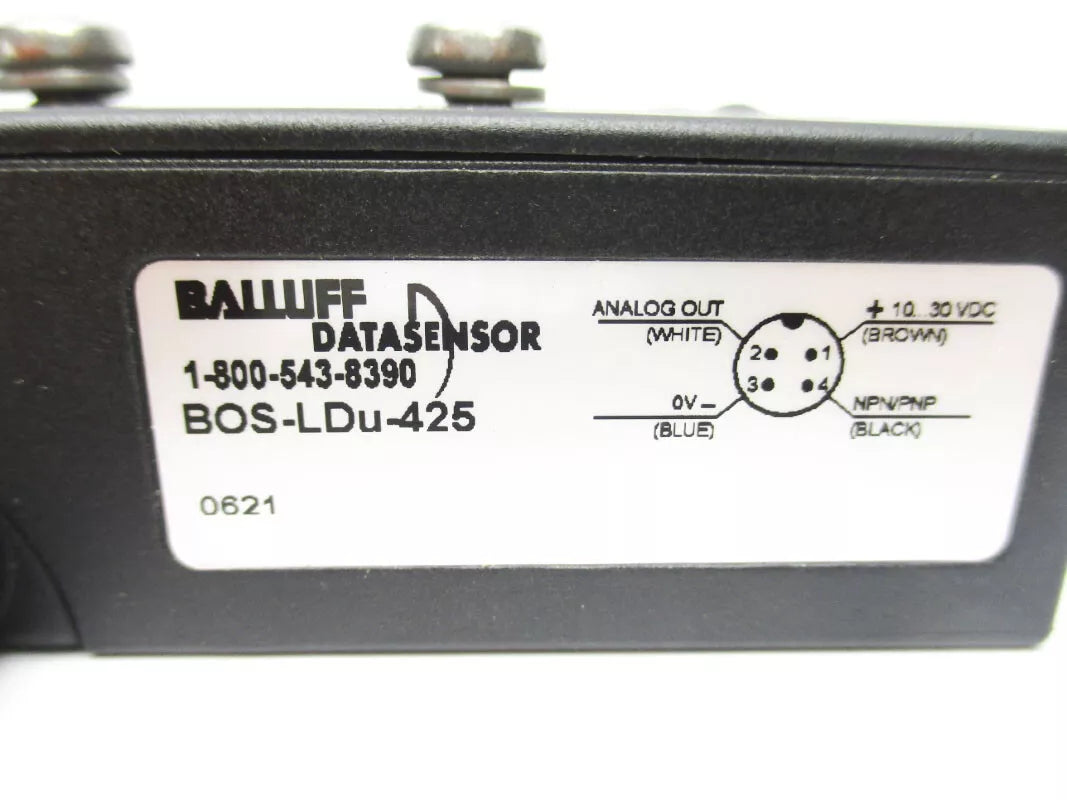 BALLUFF
DATASENSOR
1-800-543-8390
BOS-LDu-425
0621
ANALOG OUT
(WHITE)
+ 10...30 VDC
(BROWN)
2 1
3 4
0V –
(BLUE)
NPN/PNP
(BLACK)